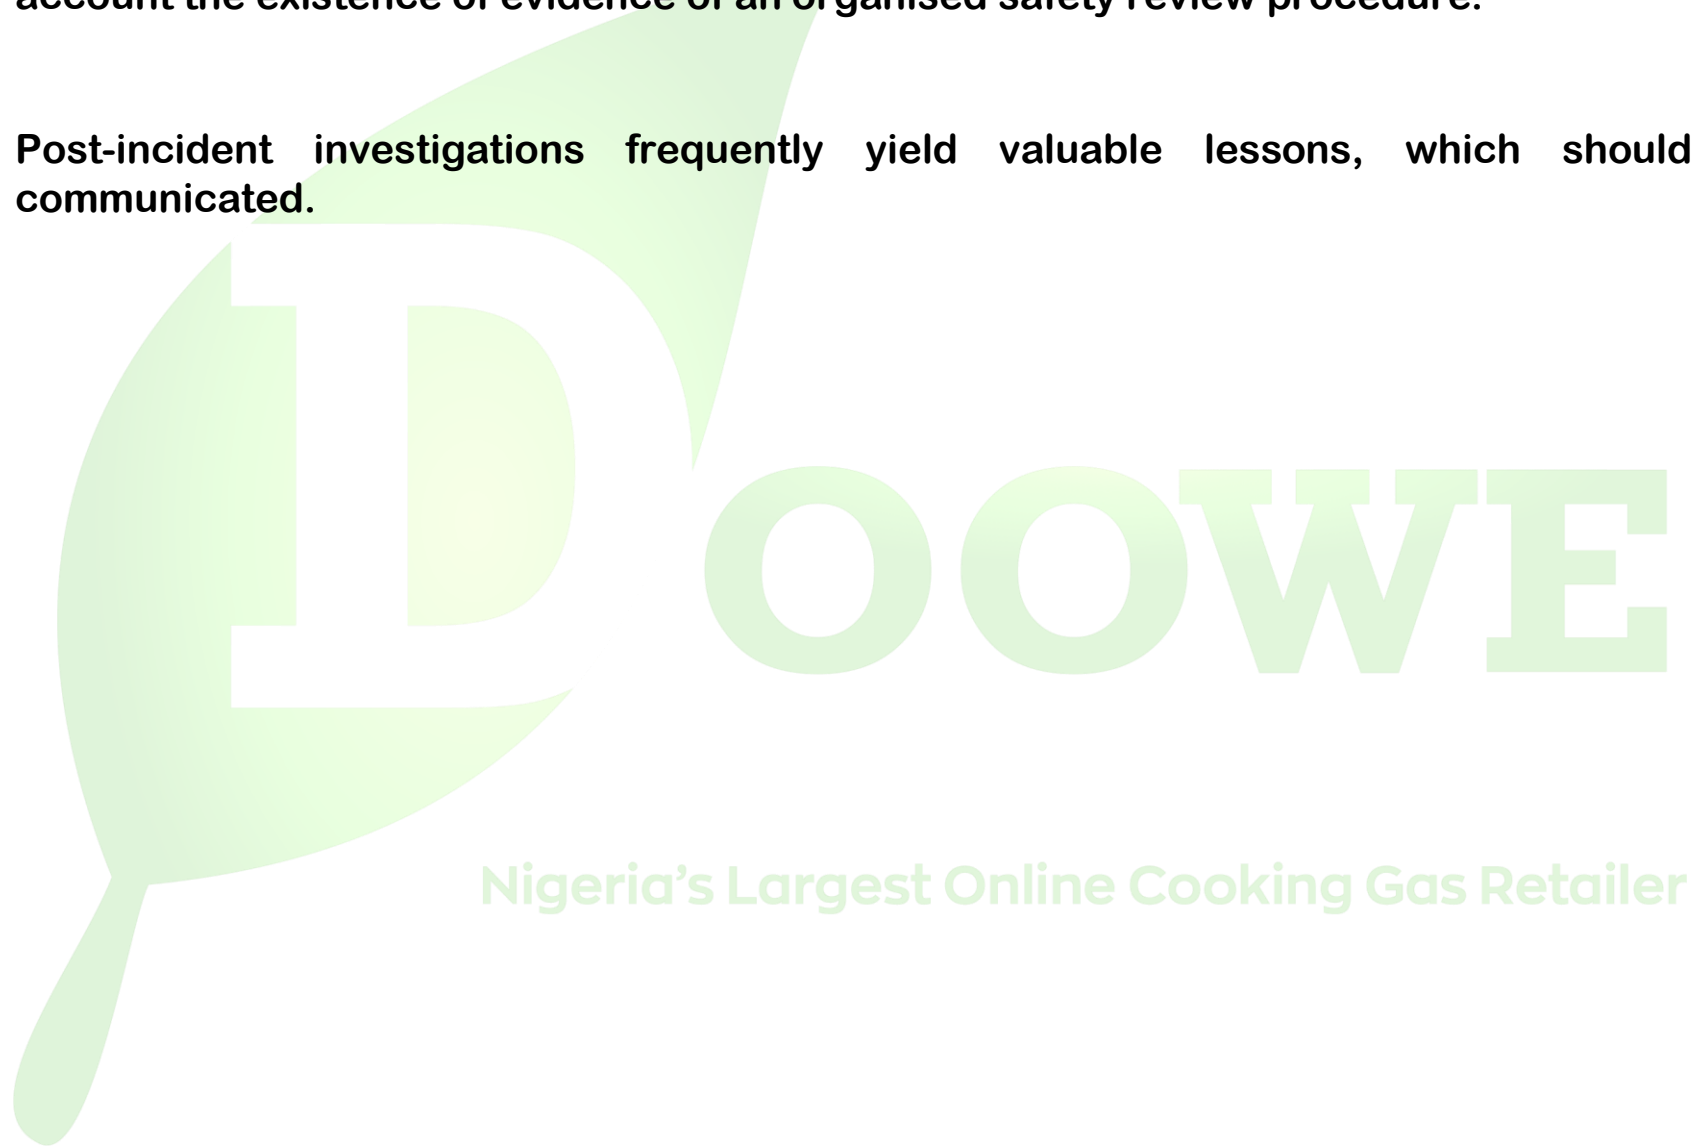 account the existence of evidence of an organised safety review procedure.
Post-incident investigations frequently yield valuable lessons, which should
communicated.
DOOWE
Nigeria's Largest Online Cooking Gas Retailer